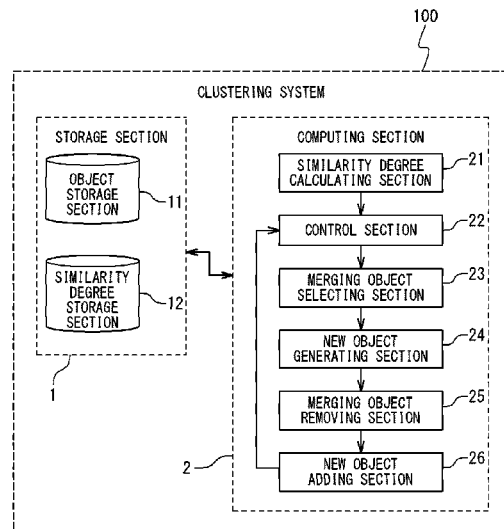 100
CLUSTERING SYSTEM
STORAGE SECTION
OBJECT
STORAGE
SECTION
11
SIMILARITY
DEGREE
STORAGE
SECTION
12
1
COMPUTING SECTION
21
SIMILARITY DEGREE
CALCULATING SECTION
22
CONTROL SECTION
23
MERGING OBJECT
SELECTING SECTION
24
NEW OBJECT
GENERATING SECTION
25
MERGING OBJECT
REMOVING SECTION
26
NEW OBJECT
ADDING SECTION
2